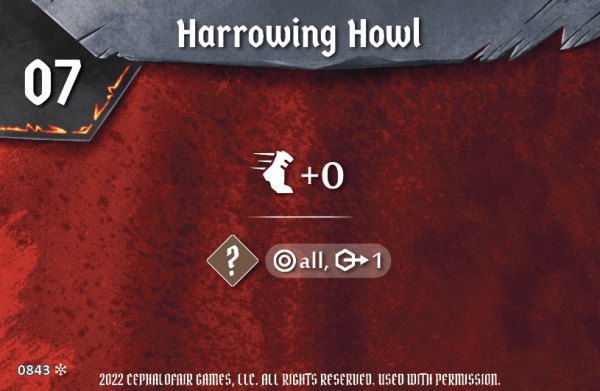 Harrowing Howl
07
+0
?
all, 1
0843
2022 CEPHALOFAIR GAMES, LLC. ALL RIGHTS RESERVED. USED WITH PERMISSION.